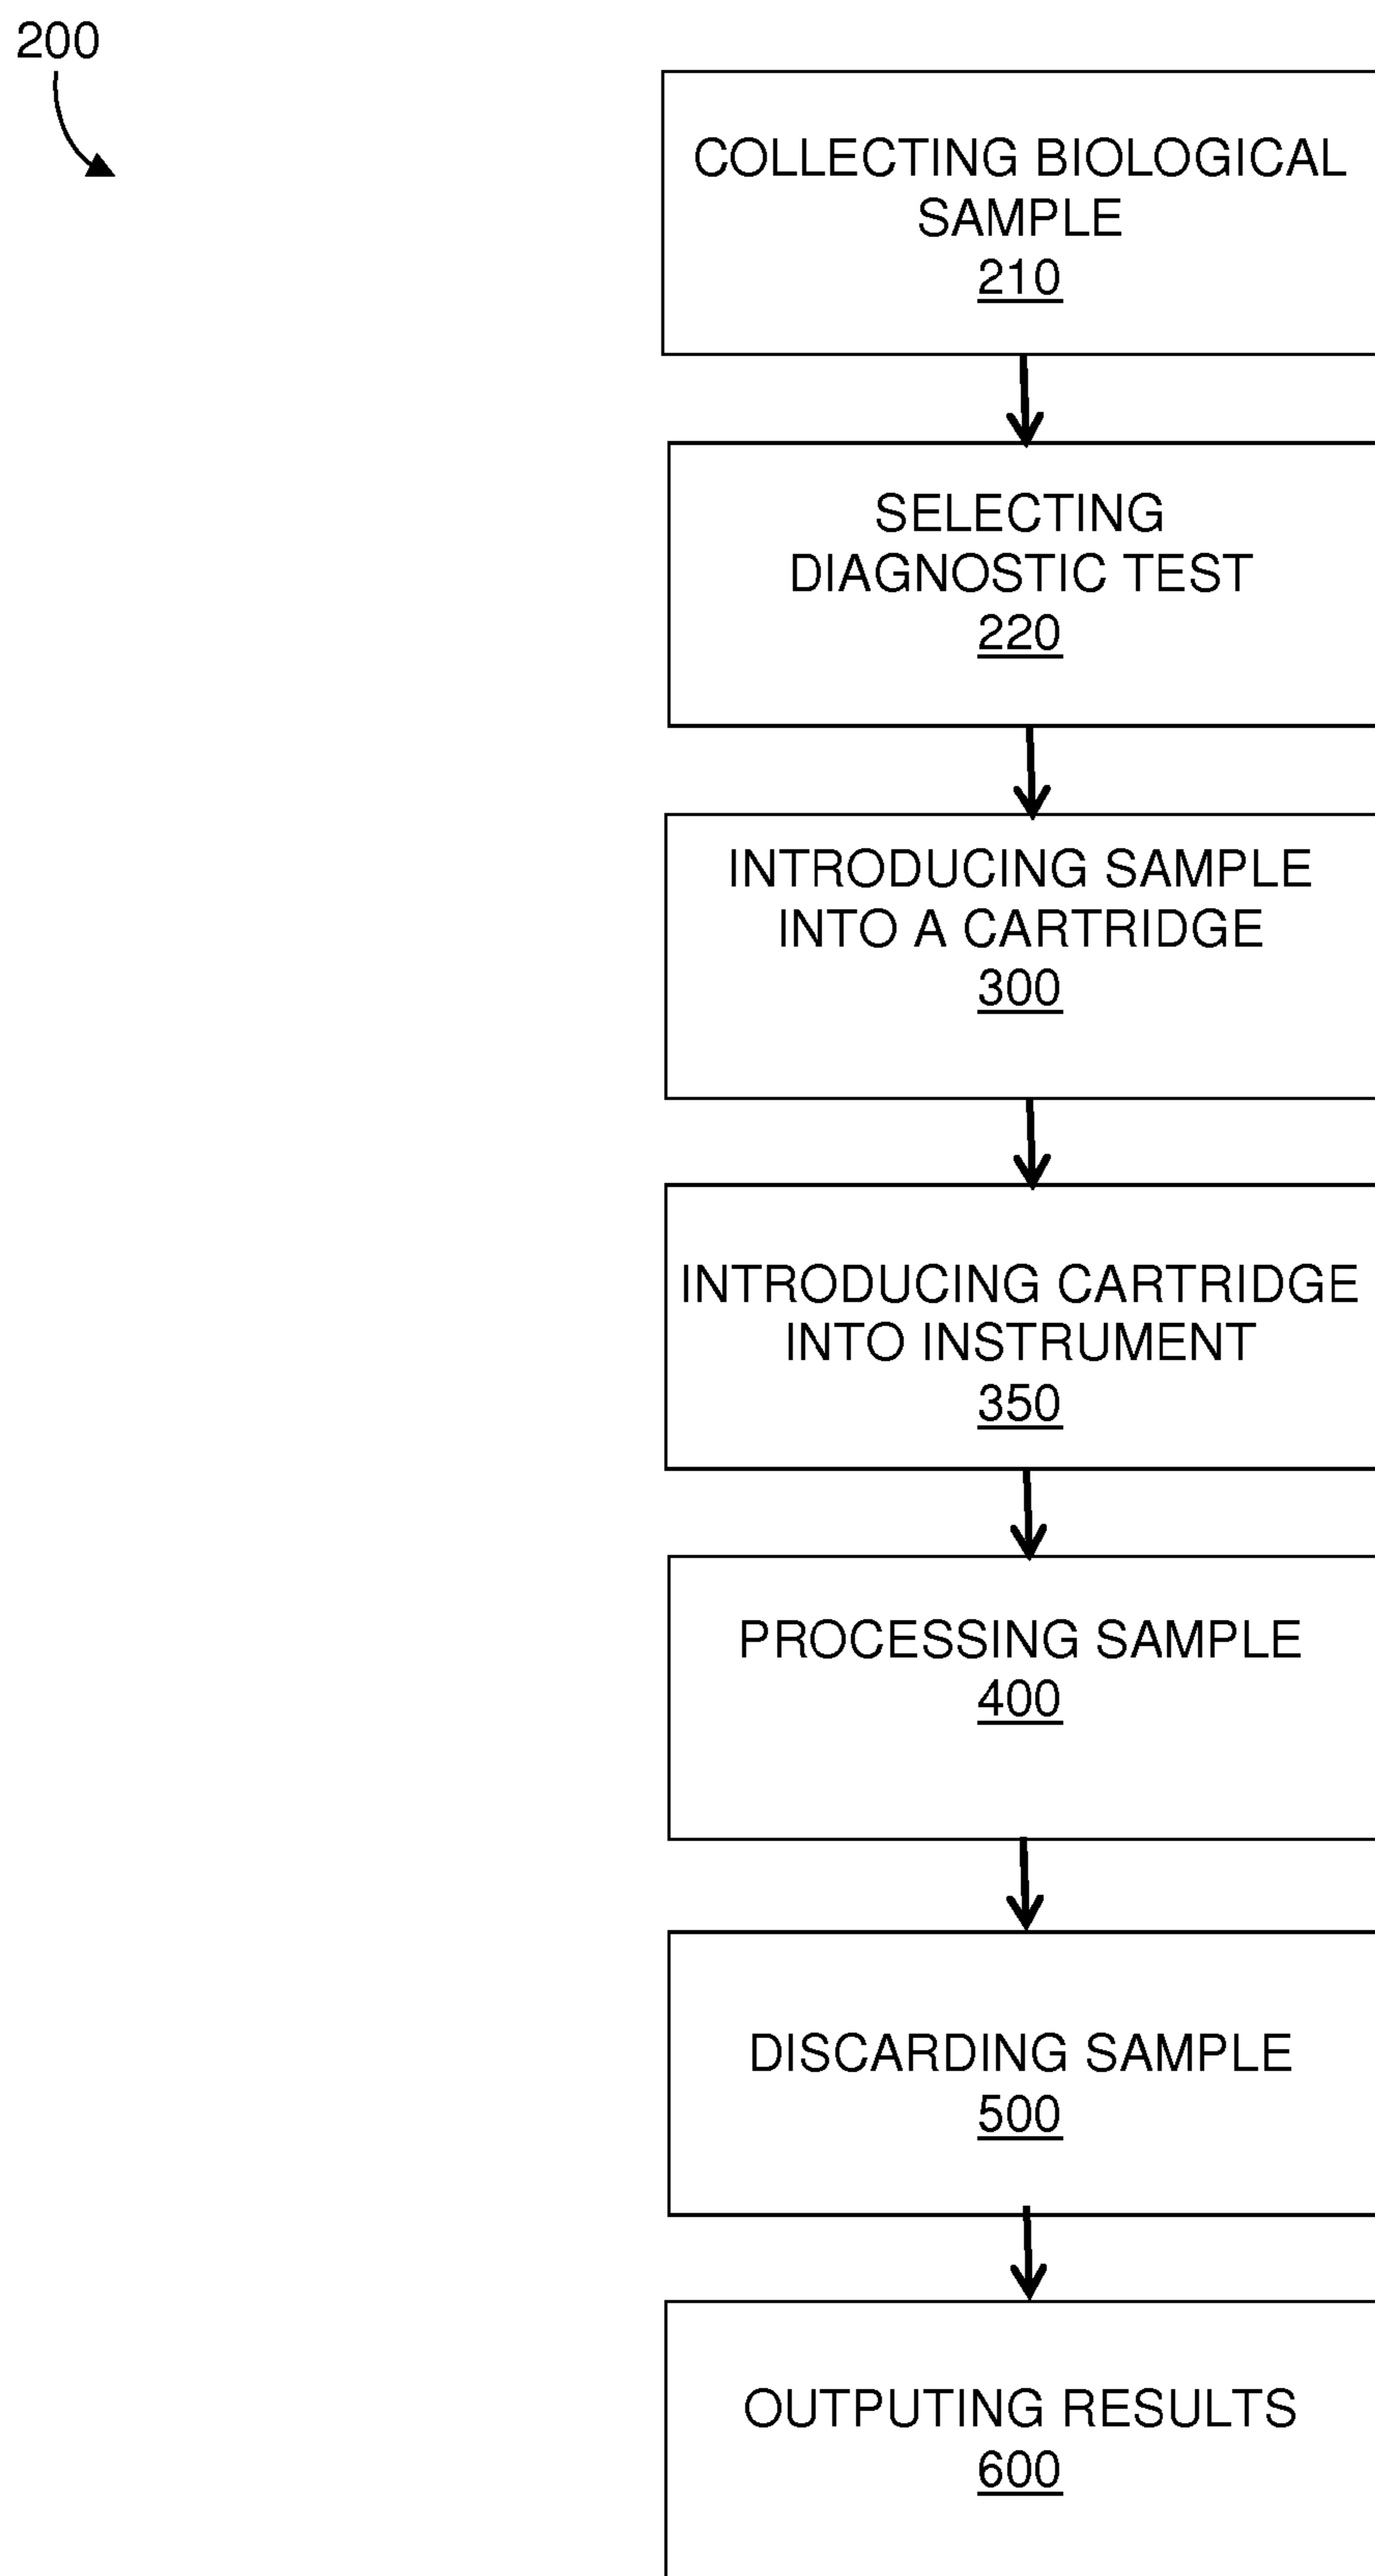 200
COLLECTING BIOLOGICAL
SAMPLE
210
SELECTING
DIAGNOSTIC TEST
220
INTRODUCING SAMPLE
INTO A CARTRIDGE
300
INTRODUCING CARTRIDGE
INTO INSTRUMENT
350
PROCESSING SAMPLE
400
DISCARDING SAMPLE
500
OUTPUTING RESULTS
600